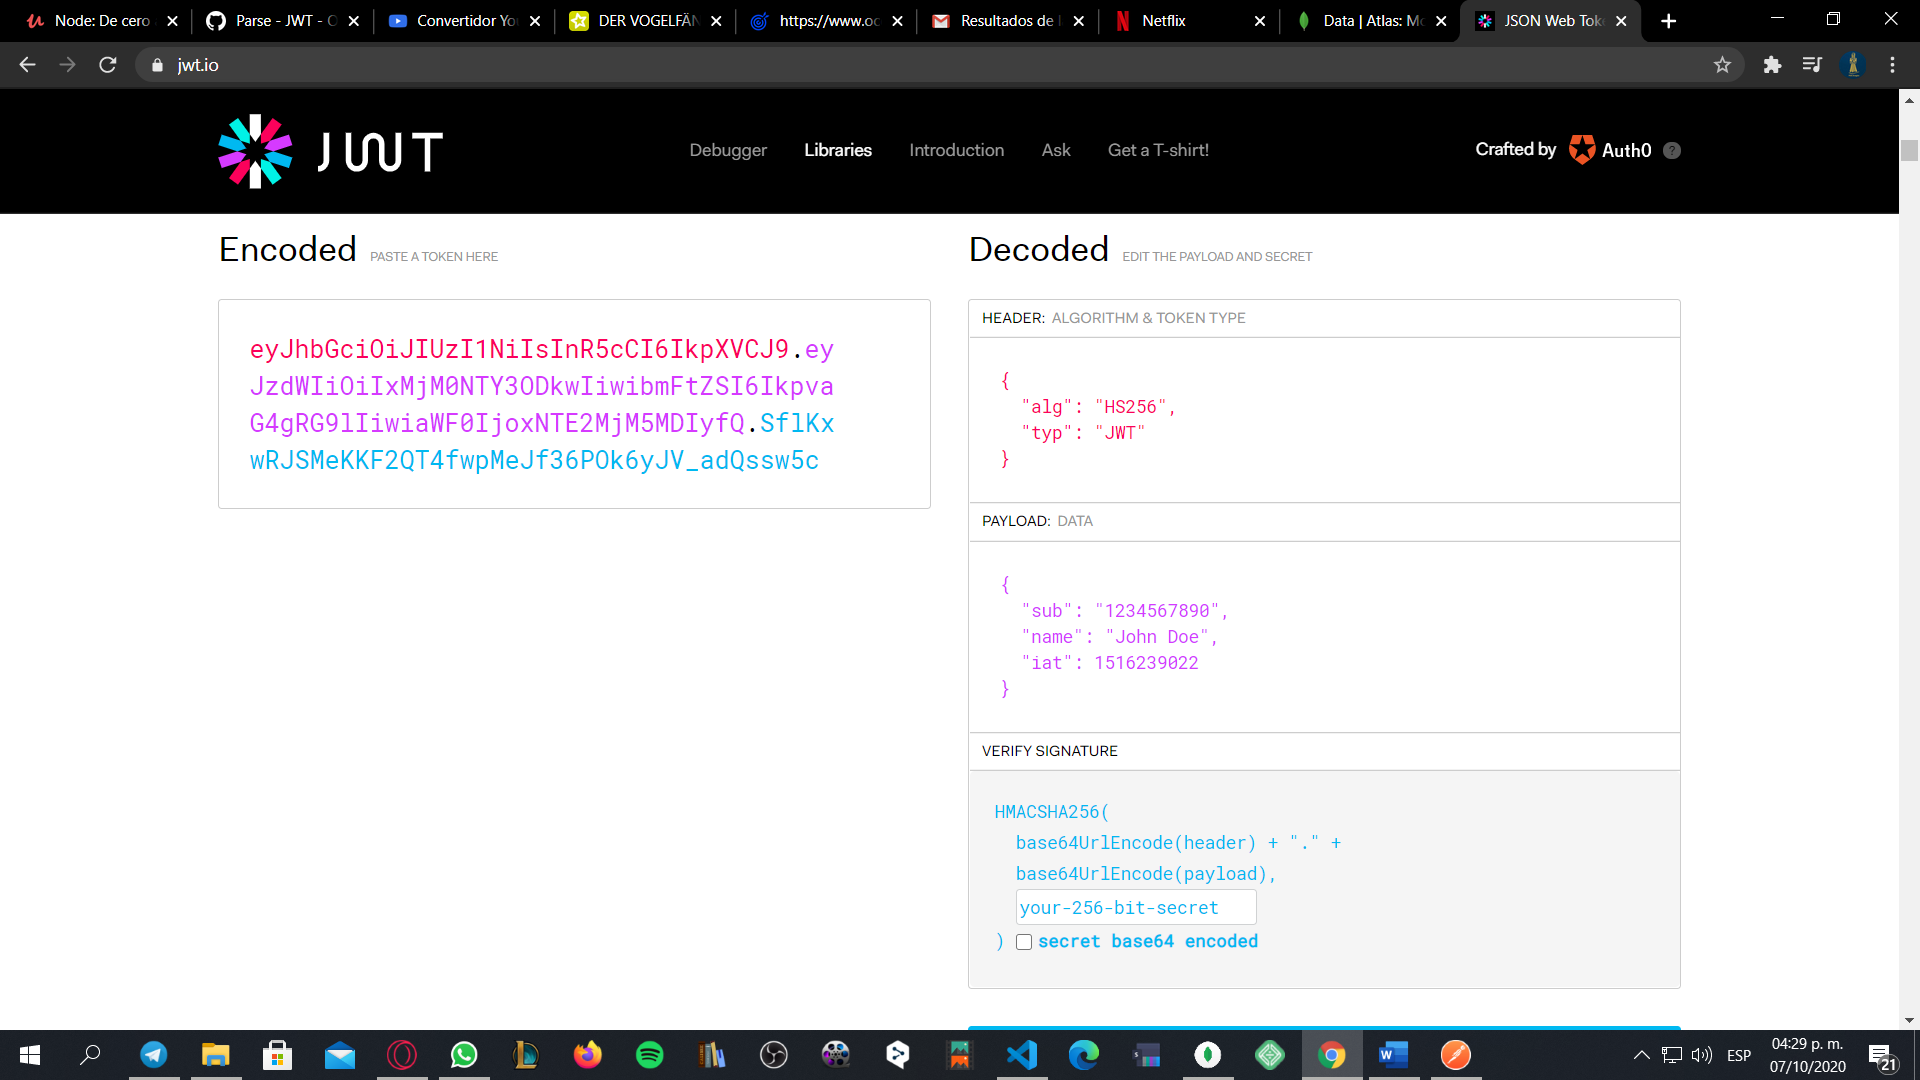 Node: De cero
Parse - JWT - O
Convertidor Yo
DER VOGELFÄN
https://www.oc
Resultados de
Netflix
Data | Atlas: Mo
JSON Web Tok
jwt.io
JWT
Debugger
Libraries
Introduction
Ask
Get a T-shirt!
Crafted by
Auth0
?
Encoded PASTE A TOKEN HERE
eyJhbGciOiJIUzI1NiIsInR5cCI6IkpXVCJ9.ey
JzdWIiOiIxMjM0NTY3ODkwIiwibmFtZSI6Ikpva
G4gRG9lIiwiaWF0IjoxNTE2MjM5MDIyfQ.SflKx
wRJSMeKKF2QT4fwpMeJf36POk6yJV_adQssw5c
Decoded EDIT THE PAYLOAD AND SECRET
HEADER: ALGORITHM & TOKEN TYPE
{
"alg": "HS256",
"typ": "JWT"
}
PAYLOAD: DATA
{
"sub": "1234567890",
"name": "John Doe",
"iat": 1516239022
}
VERIFY SIGNATURE
HMACSHA256(
base64UrlEncode(header) + "." +
base64UrlEncode(payload),
your-256-bit-secret
) secret base64 encoded
ESP
04:29 p. m.
07/10/2020
21